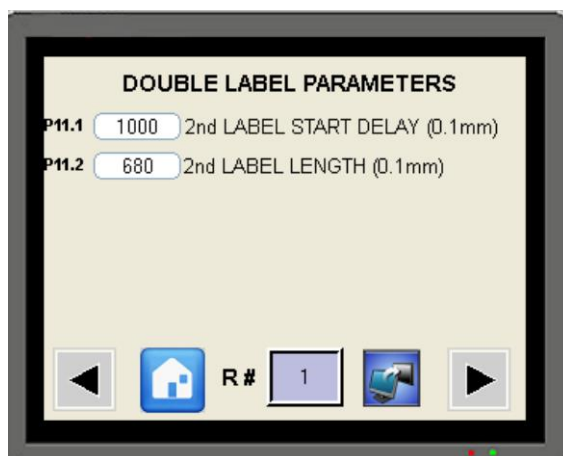 DOUBLE LABEL PARAMETERS
P11.1 1000 2nd LABEL START DELAY (0.1mm)
P11.2 680 2nd LABEL LENGTH (0.1mm)
R # 1